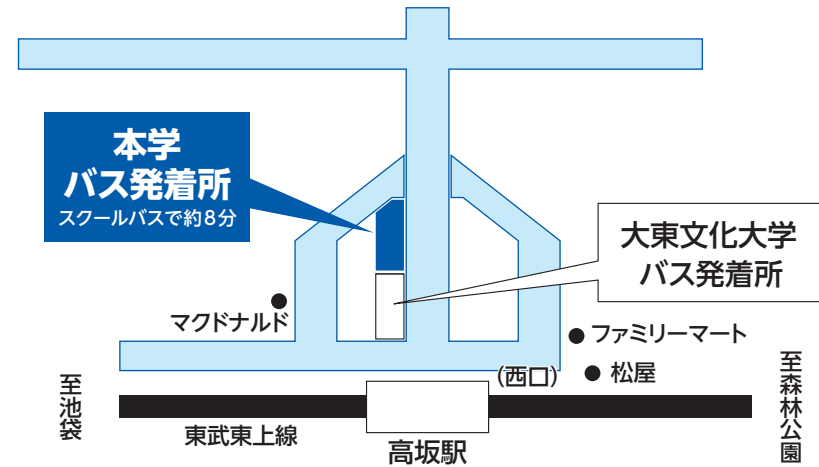 本学
バス発着所
スクールバスで約8分
大東文化大学
バス発着所
マクドナルド
ファミリーマート
(西口)
松屋
至池袋
至森林公園
東武東上線
高坂駅